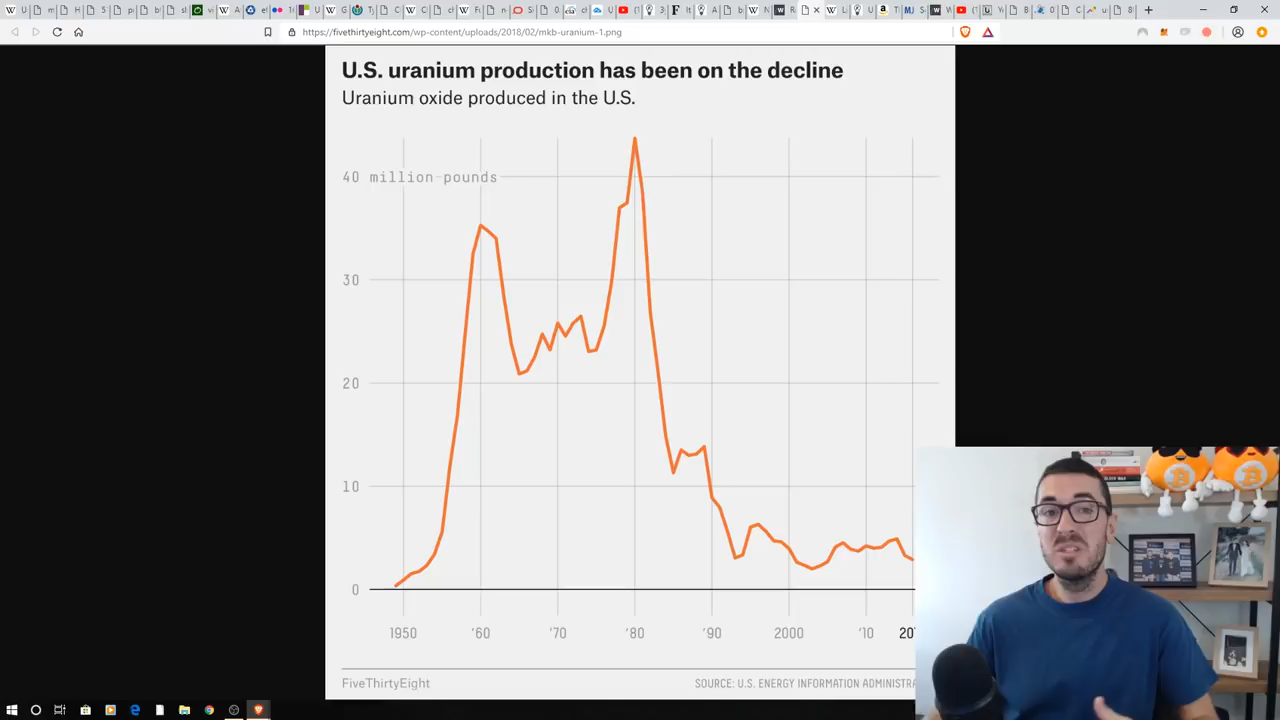 https://fivethirtyeight.com/wp-content/uploads/2018/02/mkb-uranium-1.png
U.S. uranium production has been on the decline
Uranium oxide produced in the U.S.
40 million pounds
30
20
10
0
1950 '60 '70 '80 '90 2000 '10 20
FiveThirtyEight
SOURCE: U.S. ENERGY INFORMATION ADMINISTRA